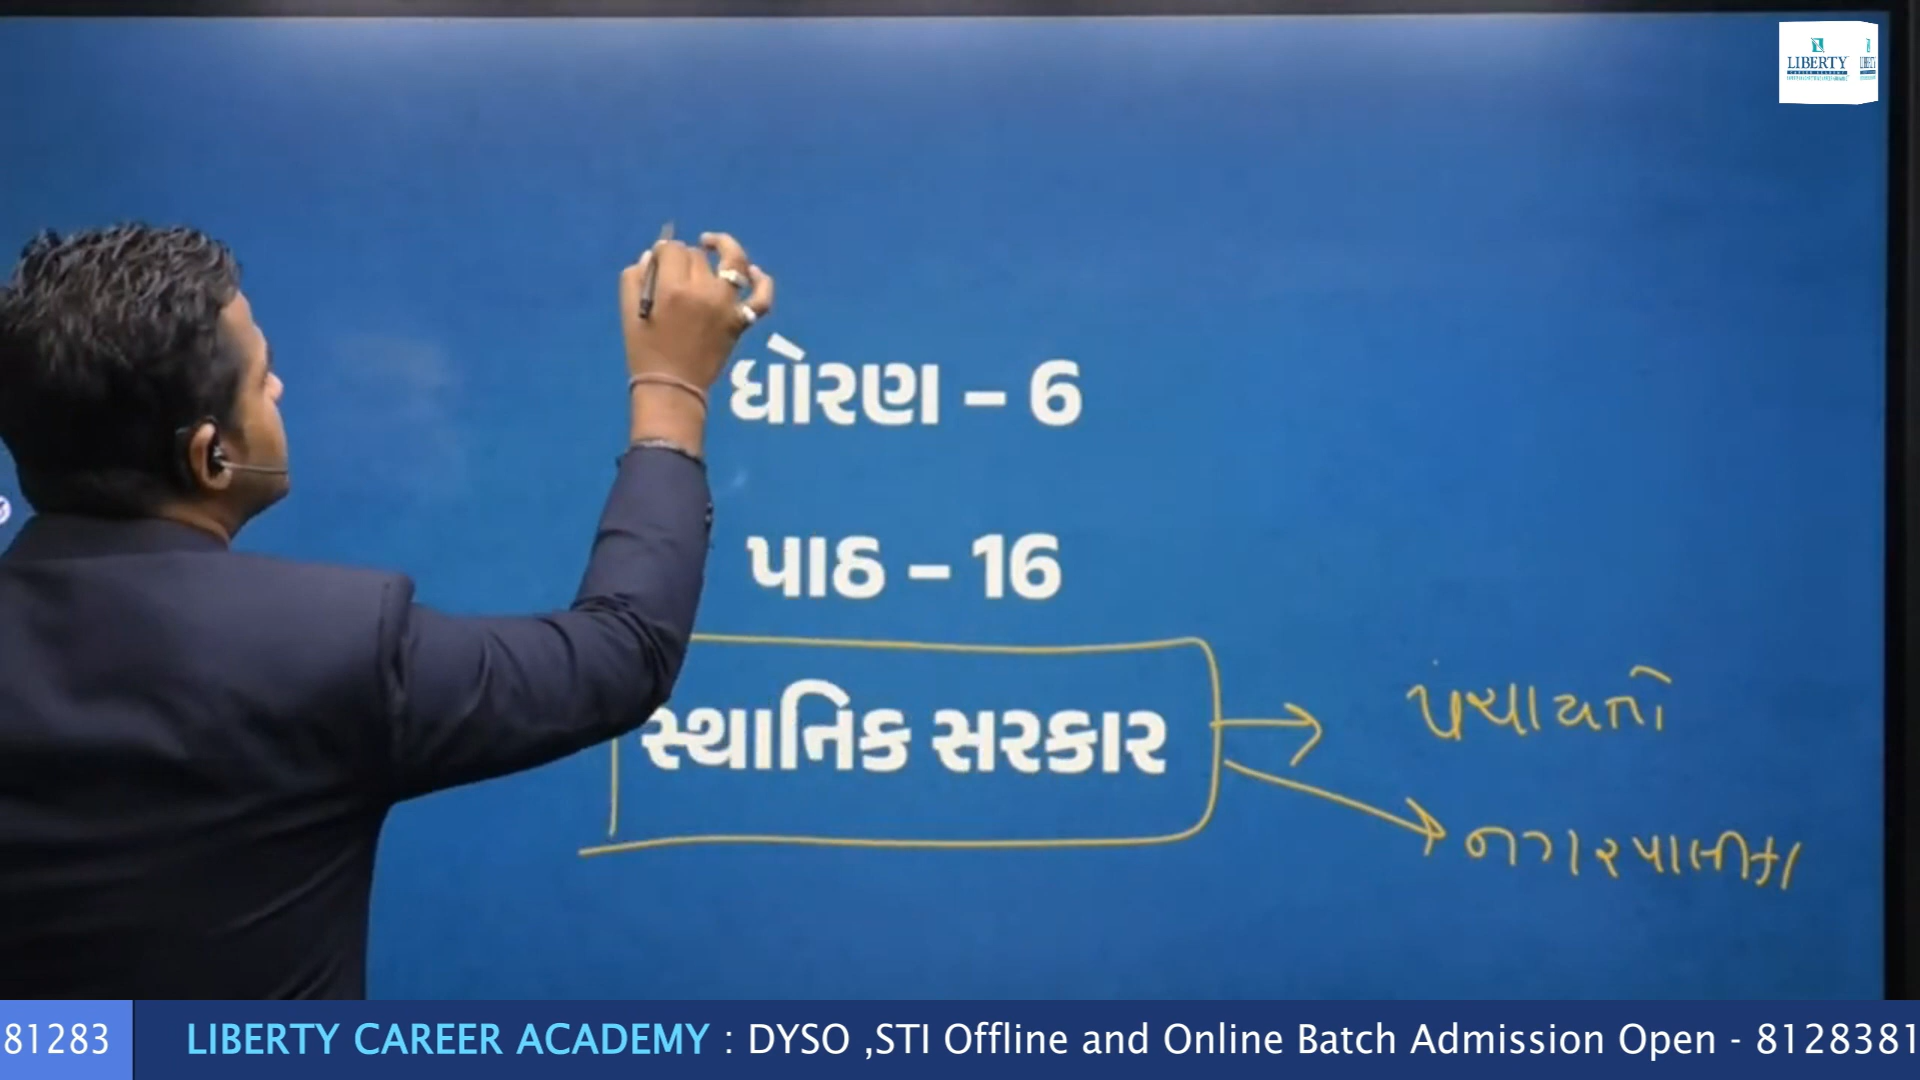 LIBERTY
ધોરણ – 6
પાઠ – 16
સ્થાનિક સરકાર
પંચાયતો
નગરપાલીકા
81283
LIBERTY CAREER ACADEMY : DYSO ,STI Offline and Online Batch Admission Open - 8128381